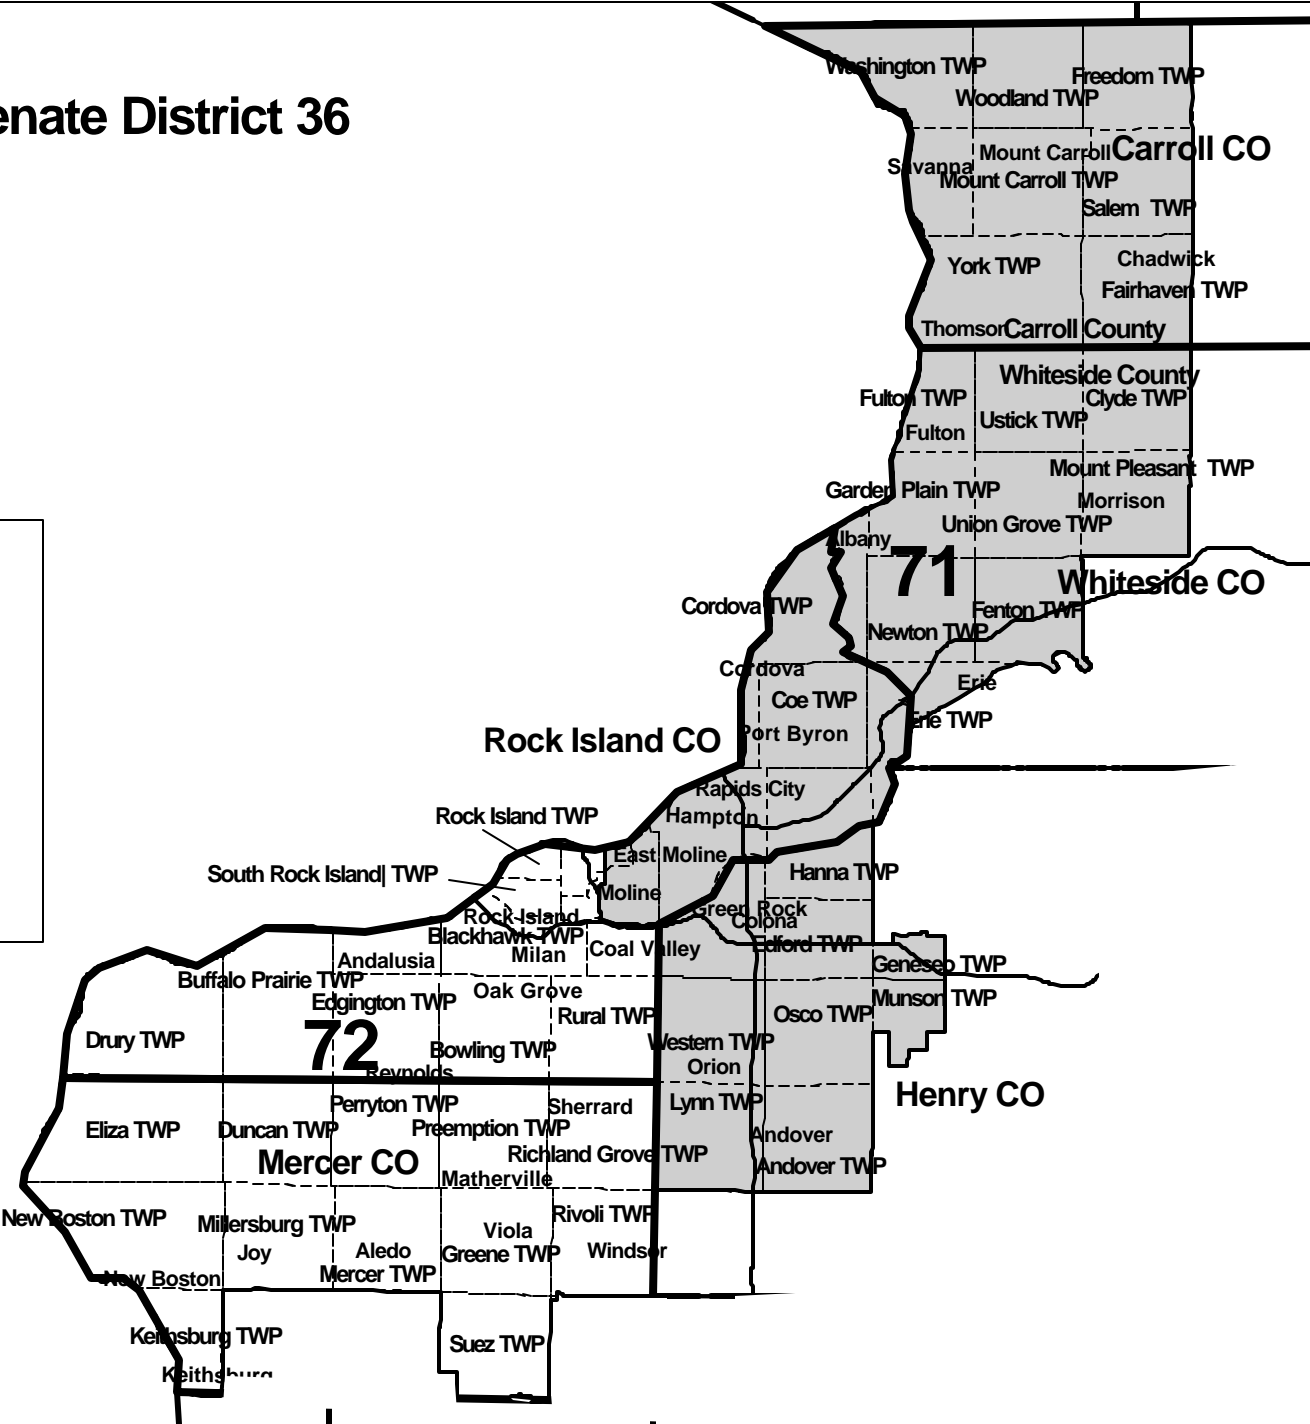 enate District 36
Washington TWP
Freedom TWP
Woodland TWP
Carroll CO
Mount Carroll
Savanna
Mount Carroll TWP
Salem TWP
Chadwick
York TWP
Fairhaven TWP
Thomson
Carroll County
Whiteside County
Fulton TWP
Clyde TWP
Ustick TWP
Fulton
Mount Pleasant TWP
Garden Plain TWP
Morrison
Union Grove TWP
Albany
71
Whiteside CO
Cordova TWP
Fenton TWP
Newton TWP
Cordova
Erie
Coe TWP
Erie TWP
Port Byron
Rock Island CO
Rapids City
Rock Island TWP
Hampton
East Moline
South Rock Island| TWP
Hanna TWP
Moline
Green Rock
Rock Island
Colona
Blackhawk TWP
Edford TWP
Coal Valley
Milan
Andalusia
Geneseo TWP
Buffalo Prairie TWP
Oak Grove
Munson TWP
Edgington TWP
Rural TWP
Osco TWP
Drury TWP
72
Western TWP
Bowling TWP
Orion
Reynolds
Henry CO
Perryton TWP
Sherrard
Lynn TWP
Eliza TWP
Duncan TWP
Preemption TWP
Andover
Richland Grove TWP
Mercer CO
Andover TWP
Matherville
New Boston TWP
Millersburg TWP
Rivoli TWP
Viola
Joy
Aledo
Greene TWP
Windsor
Mercer TWP
New Boston
Keithsburg TWP
Suez TWP
Keithsburg